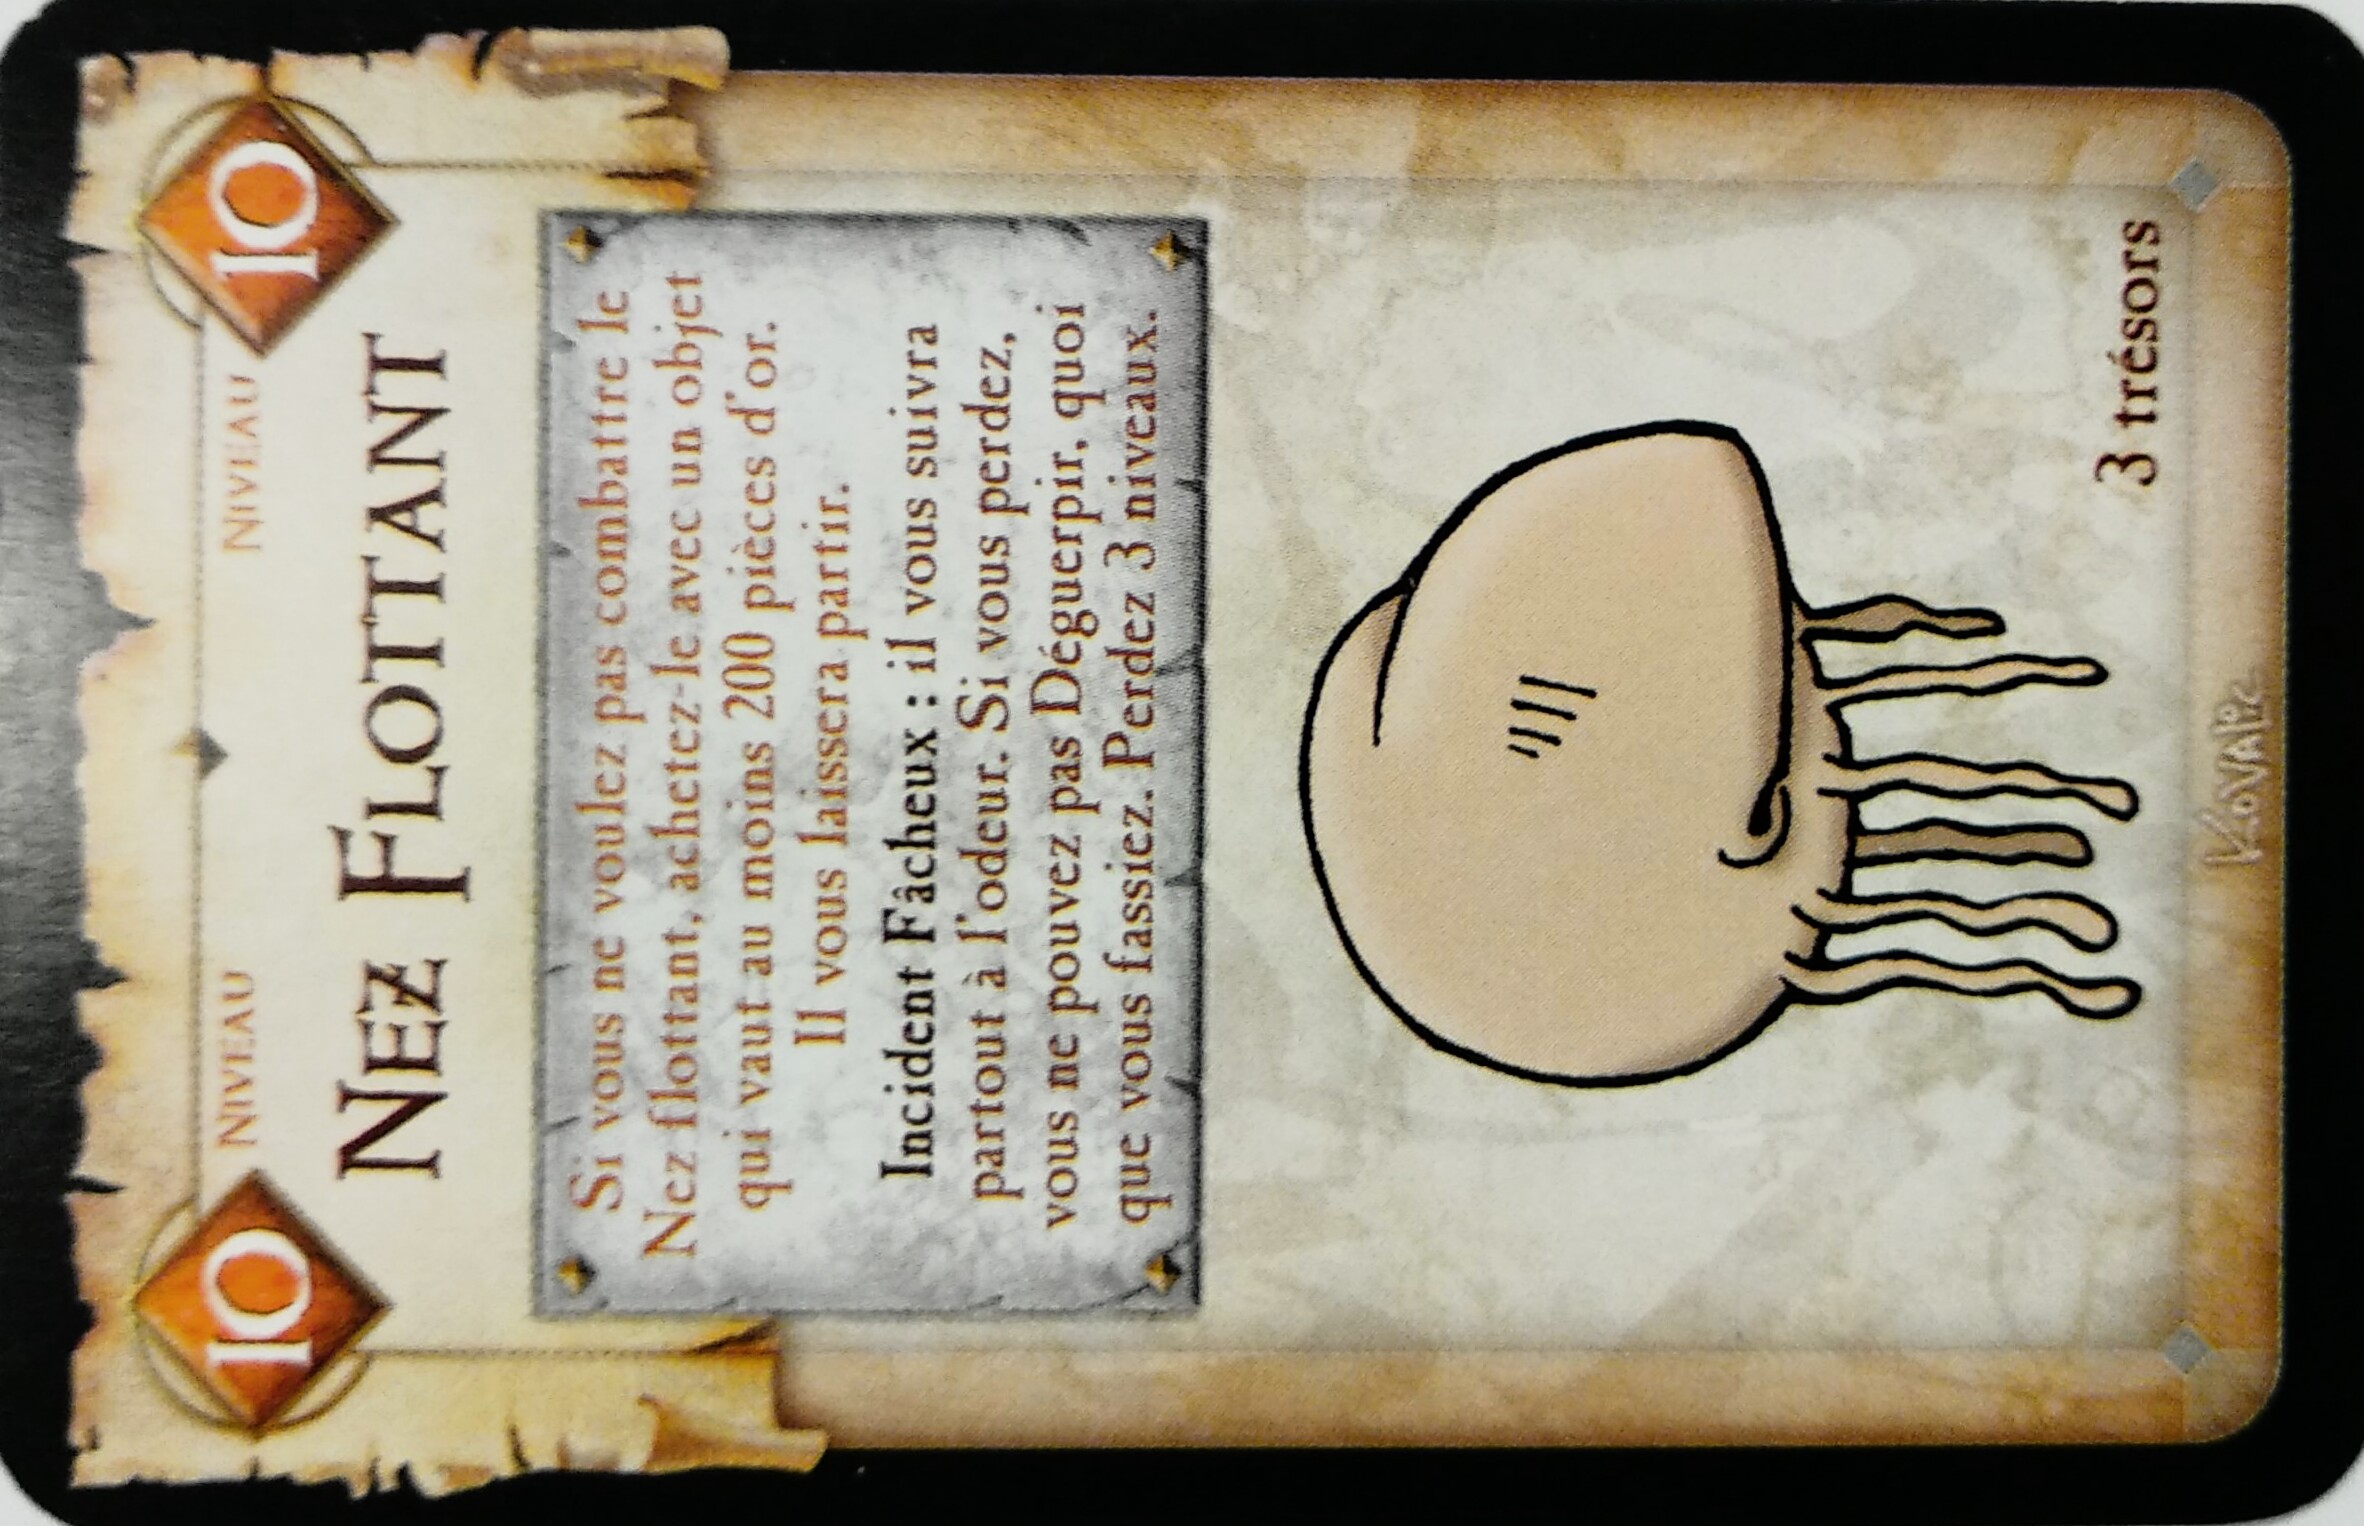 10 NIVEAU NIVEAU 10
NEZ FLOTTANT
Si vous ne voulez pas combattre le
Nez flottant, achetez-le avec un objet
qui vaut au moins 200 pièces d'or.
Il vous laissera partir.
Incident Fâcheux : il vous suivra
partout à l'odeur. Si vous perdez,
vous ne pouvez pas Déguerpir, quoi
que vous fassiez. Perdez 3 niveaux.
3 trésors
KOVALIC